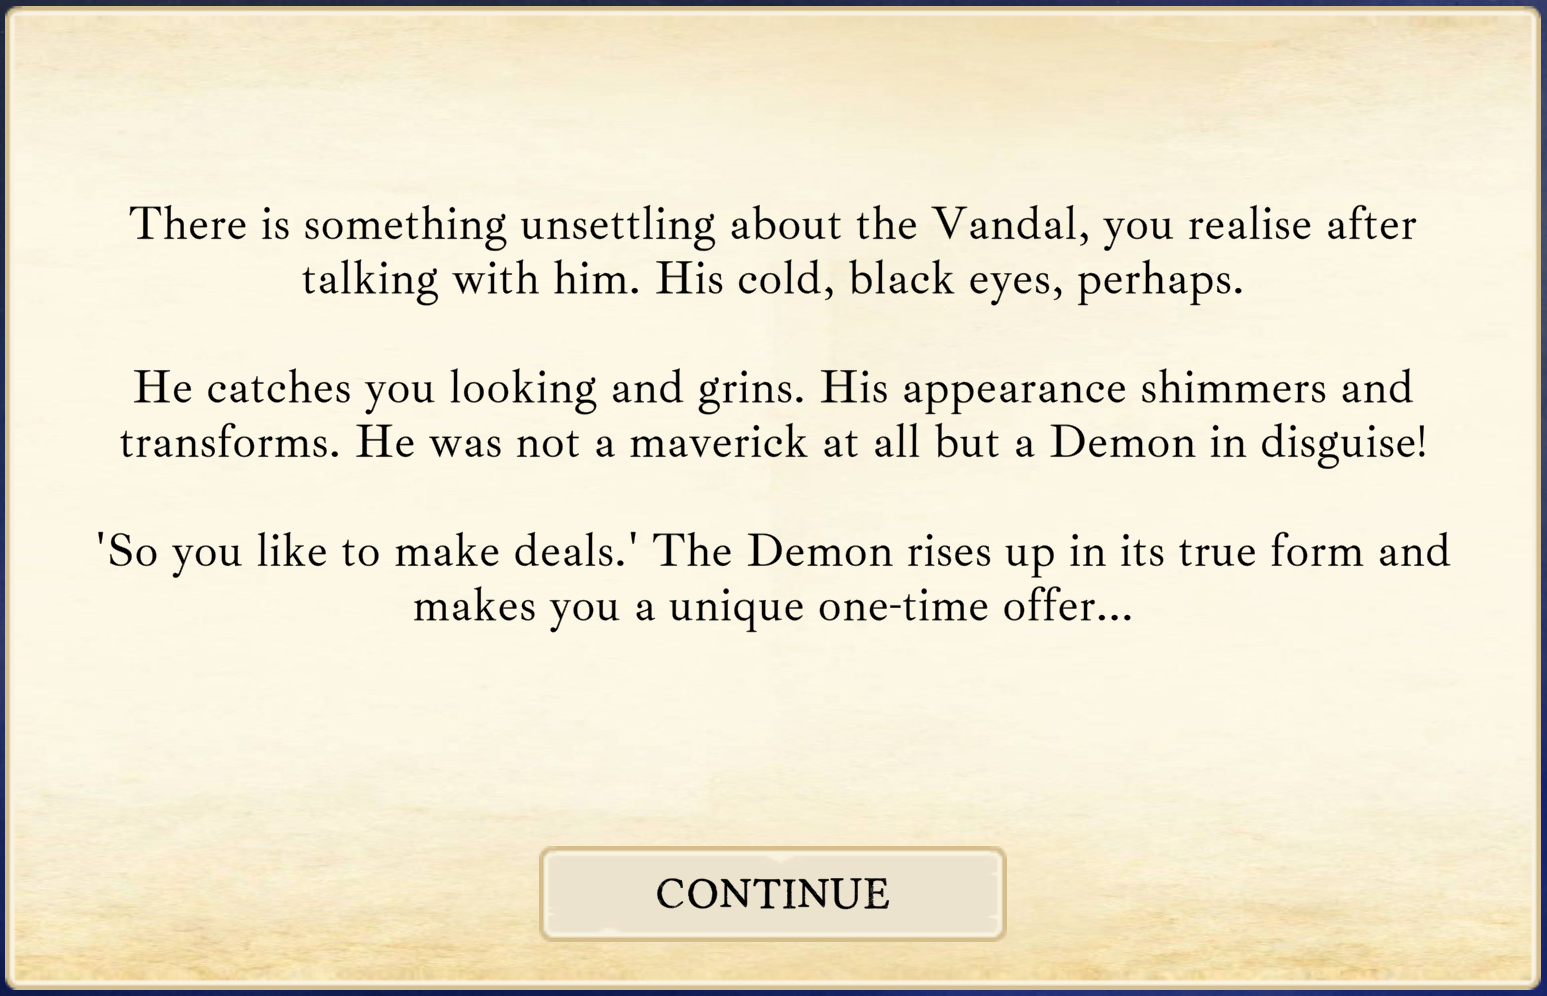 There is something unsettling about the Vandal, you realise after
talking with him. His cold, black eyes, perhaps.
He catches you looking and grins. His appearance shimmers and
transforms. He was not a maverick at all but a Demon in disguise!
'So you like to make deals.' The Demon rises up in its true form and
makes you a unique one-time offer...
CONTINUE